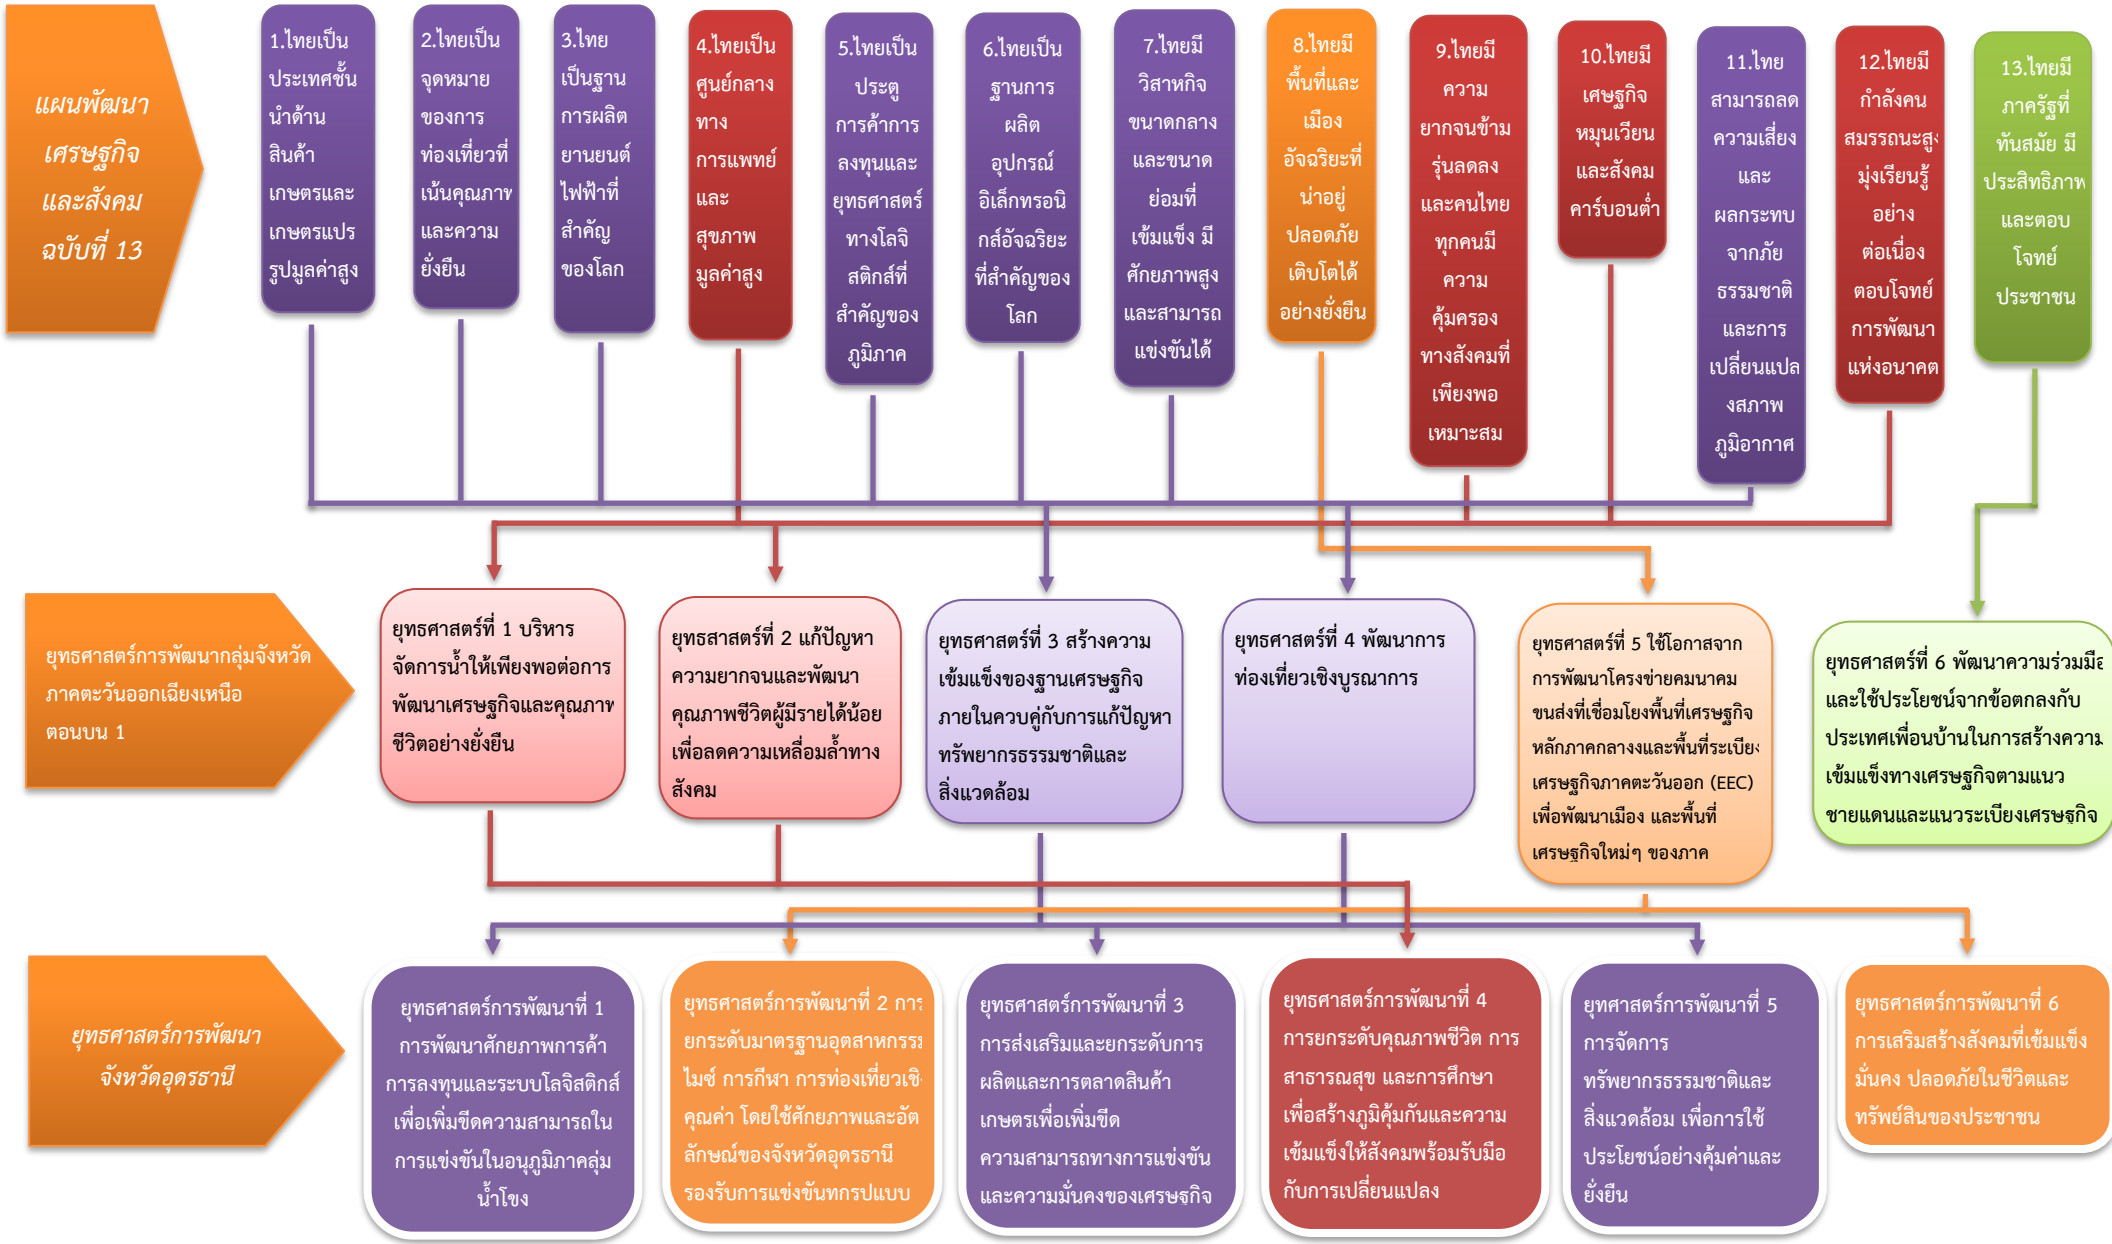 แผนพัฒนา
เศรษฐกิจ
และสังคม
ฉบับที่ 13
1.ไทยเป็น
ประเทศชั้น
นำด้าน
สินค้า
เกษตรและ
เกษตรแปร
รูปมูลค่าสูง
2.ไทยเป็น
จุดหมาย
ของการ
ท่องเที่ยวที่
เน้นคุณภาพ
และความ
ยั่งยืน
3.ไทย
เป็นฐาน
การผลิต
ยานยนต์
ไฟฟ้าที่
สำคัญ
ของโลก
4.ไทยเป็น
ศูนย์กลาง
ทาง
การแพทย์
และ
สุขภาพ
มูลค่าสูง
5.ไทยเป็น
ประตู
การค้าการ
ลงทุนและ
ยุทธศาสตร์
ทางโลจิ
สติกส์ที่
สำคัญของ
ภูมิภาค
6.ไทยเป็น
ฐานการ
ผลิต
อุปกรณ์
อิเล็กทรอนิ
กส์อัจฉริยะ
ที่สำคัญของ
โลก
7.ไทยมี
วิสาหกิจ
ขนาดกลาง
และขนาด
ย่อมที่
เข้มแข็ง มี
ศักยภาพสูง
และสามารถ
แข่งขันได้
8.ไทยมี
พื้นที่และ
เมือง
อัจฉริยะที่
น่าอยู่
ปลอดภัย
เติบโตได้
อย่างยั่งยืน
9.ไทยมี
ความ
ยากจนข้าม
รุ่นลดลง
และคนไทย
ทุกคนมี
ความ
คุ้มครอง
ทางสังคมที่
เพียงพอ
เหมาะสม
10.ไทยมี
เศษฐกิจ
หมุนเวียน
และสังคม
คาร์บอนต่ำ
11.ไทย
สามารถลด
ความเสี่ยง
และ
ผลกระทบ
จากภัย
ธรรมชาติ
และการ
เปลี่ยนแปล
งสภาพ
ภูมิอากาศ
12.ไทยมี
กำลังคน
สมรรถนะสูง
มุ่งเรียนรู้
อย่าง
ต่อเนื่อง
ตอบโจทย์
การพัฒนา
แห่งอนาคต
13.ไทยมี
ภาครัฐที่
ทันสมัย มี
ประสิทธิภาพ
และตอบ
โจทย์
ประชาชน
ยุทธศาสตร์การพัฒนากลุ่มจังหวัด
ภาคตะวันออกเฉียงเหนือ
ตอนบน 1
ยุทธศาสตร์ที่ 1 บริหาร
จัดการน้ำให้เพียงพอต่อการ
พัฒนาเศรษฐกิจและคุณภาพ
ชีวิตอย่างยั่งยืน
ยุทธสาสตร์ที่ 2 แก้ปัญหา
ความยากจนและพัฒนา
คุณภาพชีวิตผู้มีรายได้น้อย
เพื่อลดความเหลื่อมล้ำทาง
สังคม
ยุทธศาสตร์ที่ 3 สร้างความ
เข้มแข็งของฐานเศรษฐกิจ
ภายในควบคู่กับการแก้ปัญหา
ทรัพยากรธรรมชาติและ
สิ่งแวดล้อม
ยุทธศาสตร์ที่ 4 พัฒนาการ
ท่องเที่ยวเชิงบูรณาการ
ยุทธศาสตร์ที่ 5 ใช้โอกาสจาก
การพัฒนาโครงข่ายคมนาคม
ขนส่งที่เชื่อมโยงพื้นที่เศรษฐกิจ
หลักภาคกลางงและพื้นที่ระเบียง
เศรษฐกิจภาคตะวันออก (EEC)
เพื่อพัฒนาเมือง และพื้นที่
เศรษฐกิจใหม่ๆ ของภาค
ยุทธศาสตร์ที่ 6 พัฒนาความร่วมมือ
และใช้ประโยชน์จากข้อตกลงกับ
ประเทศเพื่อนบ้านในการสร้างความ
เข้มแข็งทางเศรษฐกิจตามแนว
ชายแดนและแนวระเบียงเศรษฐกิจ
ยุทธศาสตร์การพัฒนา
จังหวัดอุดรธานี
ยุทธศาสตร์การพัฒนาที่ 1
การพัฒนาศักยภาพการค้า
การลงทุนและระบบโลจิสติกส์
เพื่อเพิ่มขีดความสามารถใน
การแข่งขันในอนุภูมิภาคลุ่ม
น้ำโขง
ยุทธศาสตร์การพัฒนาที่ 2 การ
ยกระดับมาตรฐานอุตสาหกรรม
ไมซ์ การกีฬา การท่องเที่ยวเชิง
คุณค่า โดยใช้ศักยภาพและอัต
ลักษณ์ของจังหวัดอุดรธานี
รองรับการแข่งขันทุกรูปแบบ
ยุทธศาสตร์การพัฒนาที่ 3
การส่งเสริมและยกระดับการ
ผลิตและการตลาดสินค้า
เกษตรเพื่อเพิ่มขีด
ความสามารถทางการแข่งขัน
และความมั่นคงของเศรษฐกิจ
ยุทธศาสตร์การพัฒนาที่ 4
การยกระดับคุณภาพชีวิต การ
สาธารณสุข และการศึกษา
เพื่อสร้างภูมิคุ้มกันและความ
เข้มแข็งให้สังคมพร้อมรับมือ
กับการเปลี่ยนแปลง
ยุทธศาสตร์การพัฒนาที่ 5
การจัดการ
ทรัพยากรธรรมชาติและ
สิ่งแวดล้อม เพื่อการใช้
ประโยชน์อย่างคุ้มค่าและ
ยั่งยืน
ยุทธศาสตร์การพัฒนาที่ 6
การเสริมสร้างสังคมที่เข้มแข็ง
มั่นคง ปลอดภัยในชีวิตและ
ทรัพย์สินของประชาชน